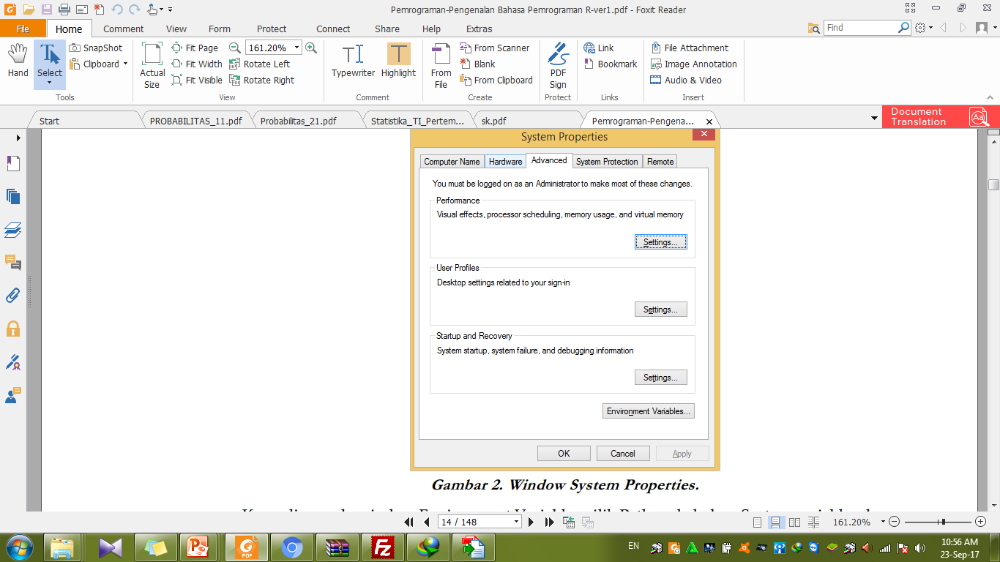 Pemrograman-Pengenalan Bahasa Pemrograman R-ver1.pdf - Foxit Reader
File Home Comment View Form Protect Connect Share Help Extras
Find
Hand
Select
SnapShot
Clipboard
Tools
Actual Size
Fit Page
Fit Width
Fit Visible
161.20%
Rotate Left
Rotate Right
View
Typewriter
Highlight
Comment
From File
From Scanner
Blank
From Clipboard
Create
PDF Sign
Protect
Link
Bookmark
Links
File Attachment
Image Annotation
Audio & Video
Insert
Start
PROBABILITAS_11.pdf
Probabilitas_21.pdf
Statistika_TI_Pertem...
sk.pdf
Pemrograman-Pengena...
Document
Translation
Aa
System Properties
Computer Name Hardware Advanced System Protection Remote
You must be logged on as an Administrator to make most of these changes.
Performance
Visual effects, processor scheduling, memory usage, and virtual memory
Settings...
User Profiles
Desktop settings related to your sign-in
Settings...
Startup and Recovery
System startup, system failure, and debugging information
Settings...
Environment Variables...
OK Cancel Apply
Gambar 2. Window System Properties.
14 / 148
161.20%
PDF
EN
10:56 AM
23-Sep-17